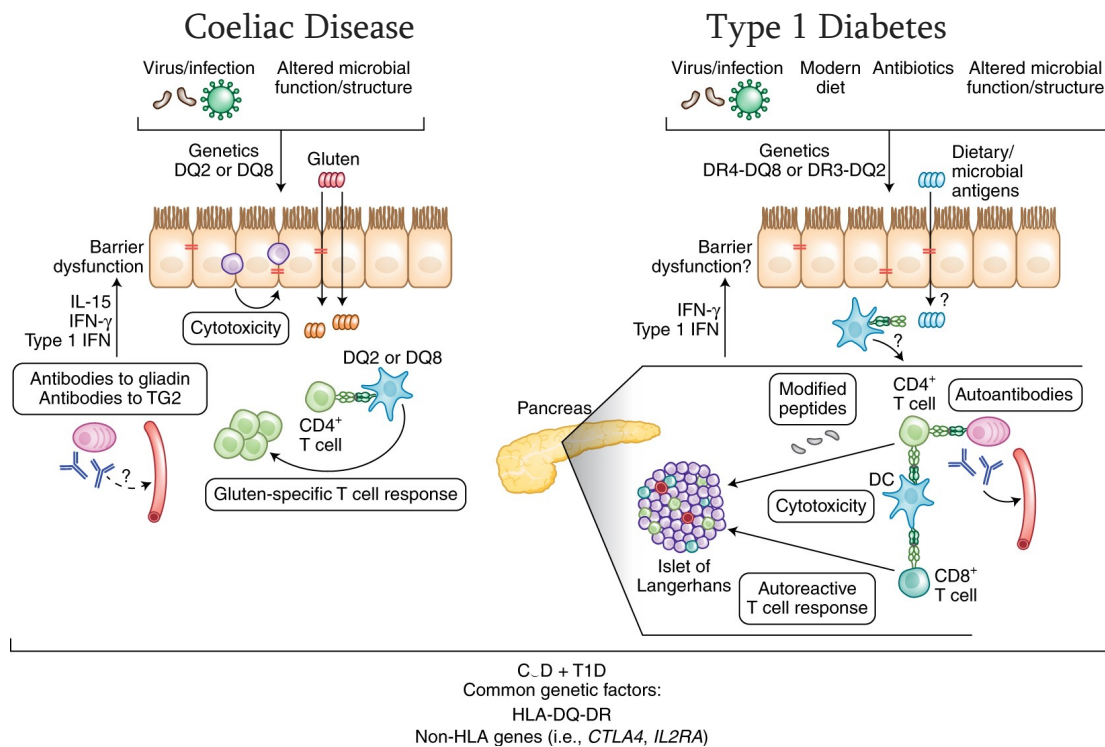 Coeliac Disease
Virus/infection
Altered microbial
function/structure
Genetics
DQ2 or DQ8
Gluten
Barrier
dysfunction
IL-15
IFN-γ
Type 1 IFN
Cytotoxicity
Antibodies to gliadin
Antibodies to TG2
?
DQ2 or DQ8
CD4+
T cell
Gluten-specific T cell response
Type 1 Diabetes
Virus/infection
Modern
diet
Antibiotics
Altered microbial
function/structure
Genetics
DR4-DQ8 or DR3-DQ2
Dietary/
microbial
antigens
Barrier
dysfunction?
IFN-γ
Type 1 IFN
?
?
Pancreas
Modified
peptides
CD4+
T cell
Autoantibodies
DC
Cytotoxicity
Islet of
Langerhans
Autoreactive
T cell response
CD8+
T cell
C D + T1D
Common genetic factors:
HLA-DQ-DR
Non-HLA genes (i.e., CTLA4, IL2RA)